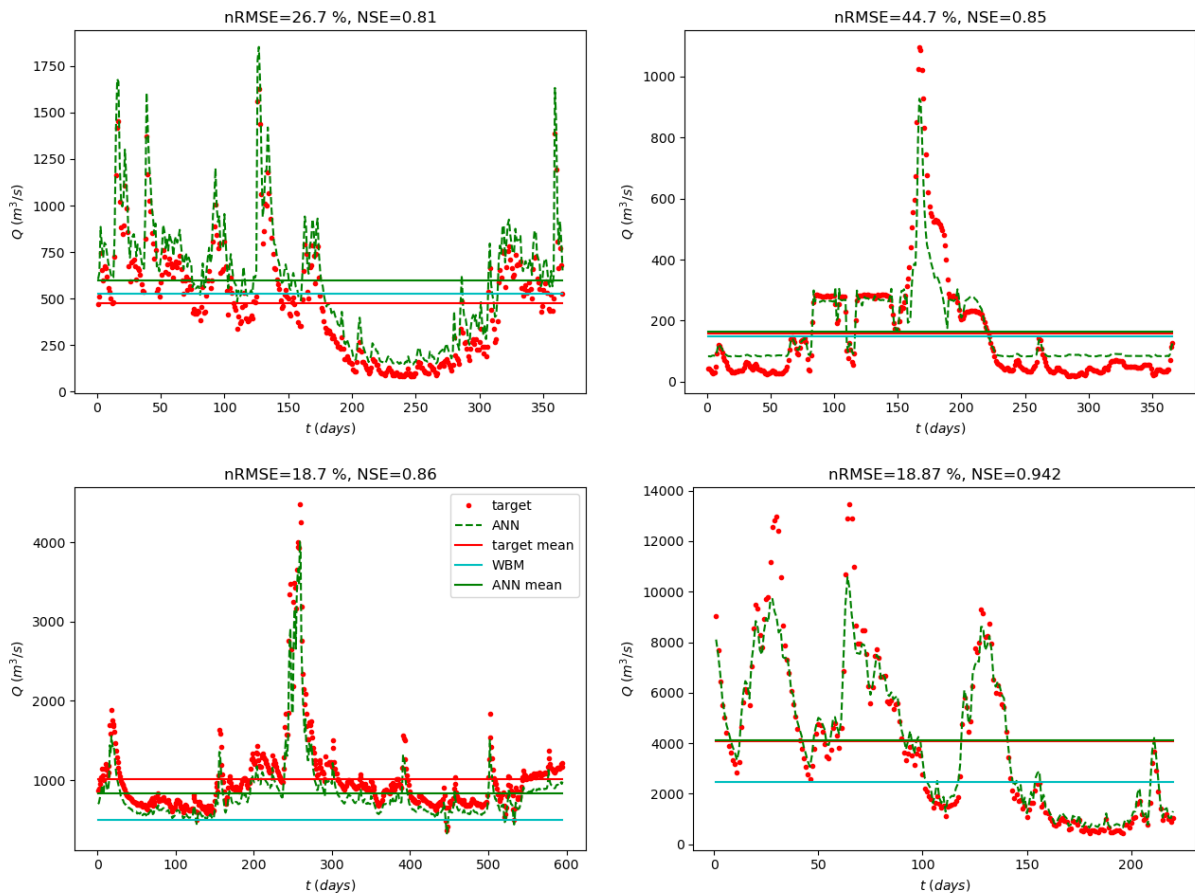 nRMSE=26.7 %, NSE=0.81
Q (m³/s)
1750
1500
1250
1000
750
500
250
0
0 50 100 150 200 250 300 350
t (days)
nRMSE=44.7 %, NSE=0.85
Q (m³/s)
1000
800
600
400
200
0
0 50 100 150 200 250 300 350
t (days)
nRMSE=18.7 %, NSE=0.86
Q (m³/s)
4000
3000
2000
1000
0 100 200 300 400 500 600
t (days)
target
ANN
target mean
WBM
ANN mean
nRMSE=18.87 %, NSE=0.942
Q (m³/s)
14000
12000
10000
8000
6000
4000
2000
0
0 50 100 150 200
t (days)